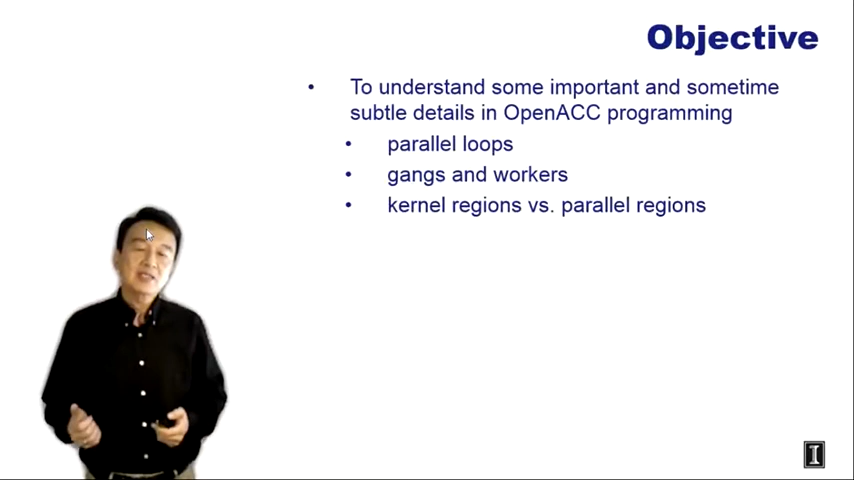 Objective
• To understand some important and sometime
subtle details in OpenACC programming
• parallel loops
• gangs and workers
• kernel regions vs. parallel regions
I